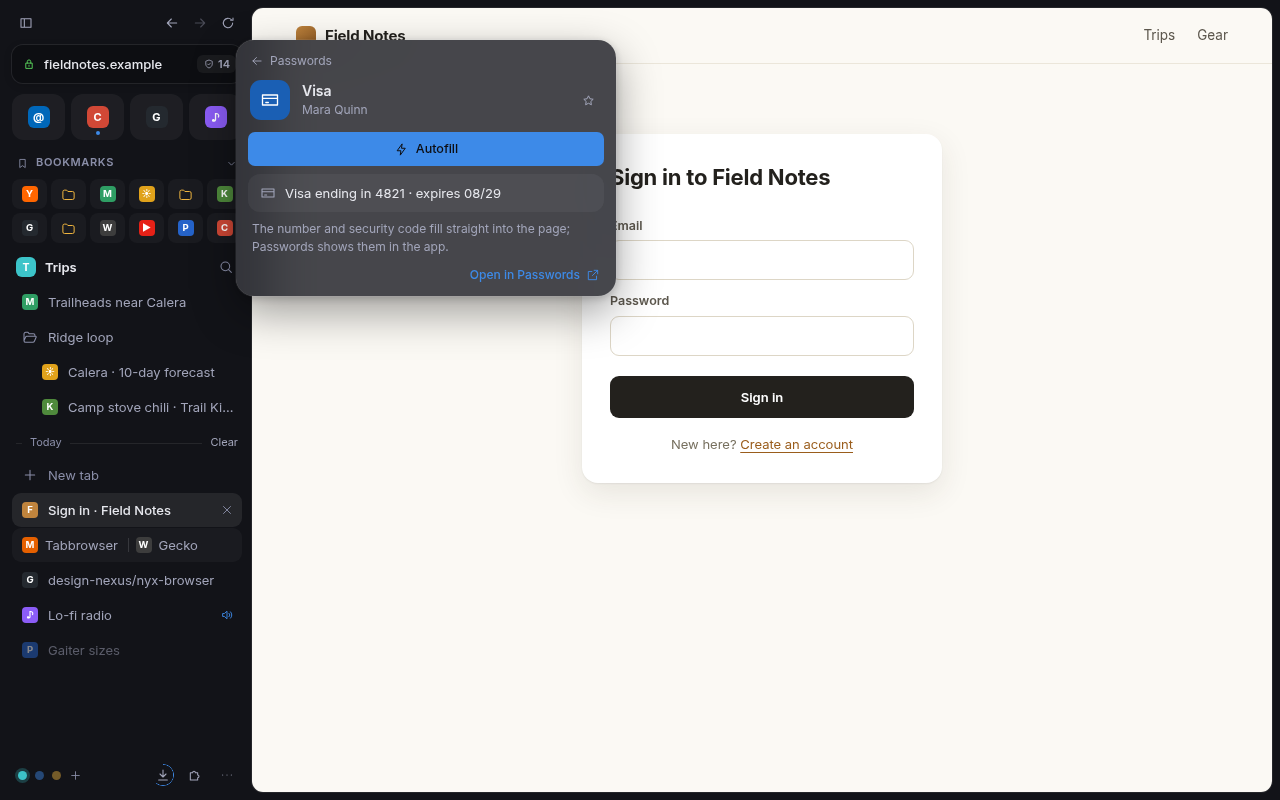 fieldnotes.example
14
@
C
G
BOOKMARKS
Y
M
K
G
W
P
C
T Trips
M Trailheads near Calera
Ridge loop
Calera · 10-day forecast
K Camp stove chili · Trail Ki...
Today
Clear
New tab
F Sign in · Field Notes
M Tabbrowser
W Gecko
G design-nexus/nyx-browser
Lo-fi radio
P Gaiter sizes
Passwords
Visa
Mara Quinn
Autofill
Visa ending in 4821 · expires 08/29
The number and security code fill straight into the page;
Passwords shows them in the app.
Open in Passwords
Field Notes
Trips
Gear
Sign in to Field Notes
Email
Password
Sign in
New here? Create an account